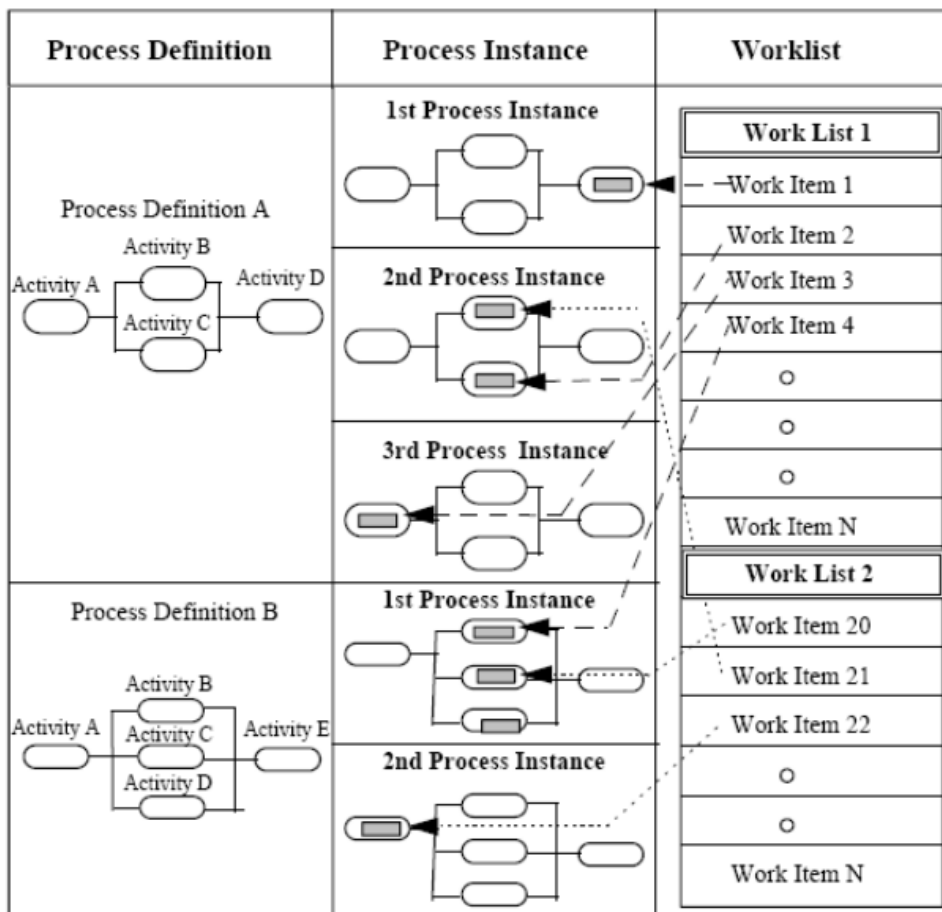 Process Definition
Process Instance
Worklist
Process Definition A
Activity A
Activity B
Activity C
Activity D
1st Process Instance
2nd Process Instance
3rd Process Instance
Process Definition B
Activity A
Activity B
Activity C
Activity D
Activity E
1st Process Instance
2nd Process Instance
Work List 1
Work Item 1
Work Item 2
Work Item 3
Work Item 4
Work Item N
Work List 2
Work Item 20
Work Item 21
Work Item 22
Work Item N